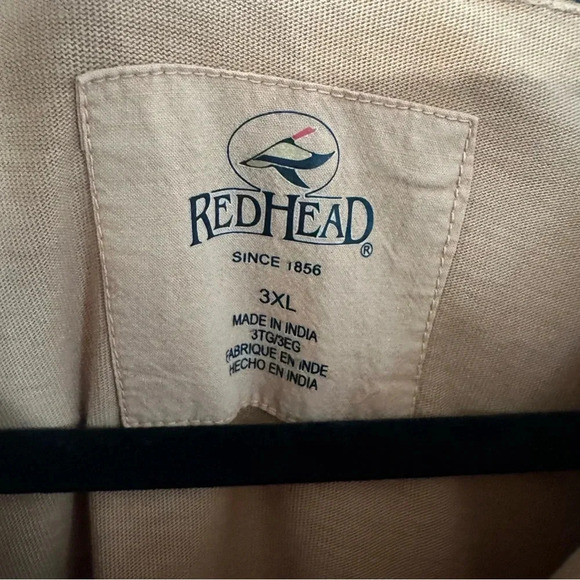 REDHEAD®
SINCE 1856
3XL
MADE IN INDIA
3TG/3EG
FABRIQUE EN INDE
HECHO EN INDIA